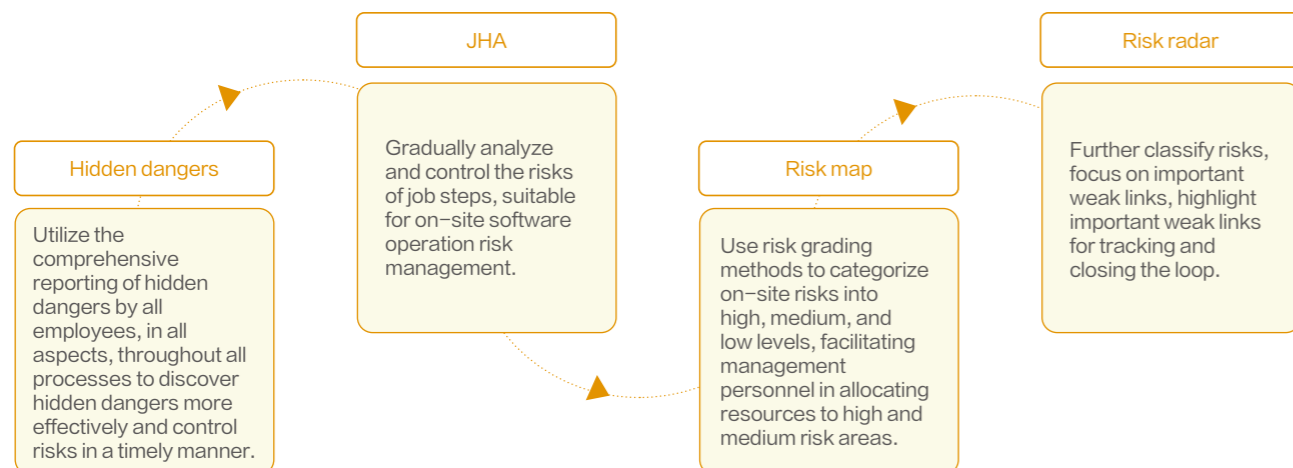 Hidden dangers
Utilize the
comprehensive
reporting of hidden
dangers by all
employees, in all
aspects, throughout all
processes to discover
hidden dangers more
effectively and control
risks in a timely manner.
JHA
Gradually analyze
and control the risks
of job steps, suitable
for on-site software
operation risk
management.
Risk map
Use risk grading
methods to categorize
on-site risks into
high, medium, and
low levels, facilitating
management
personnel in allocating
resources to high and
medium risk areas.
Risk radar
Further classify risks,
focus on important
weak links, highlight
important weak links
for tracking and
closing the loop.